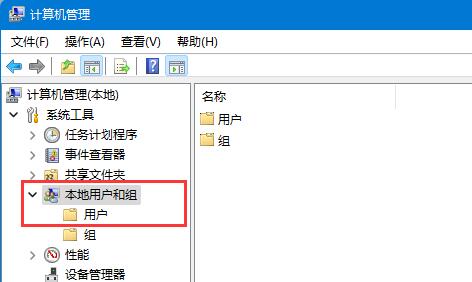 计算机管理
文件(F) 操作(A) 查看(V) 帮助(H)
计算机管理(本地)
系统工具
任务计划程序
事件查看器
共享文件夹
本地用户和组
用户
组
性能
设备管理器
名称
用户
组